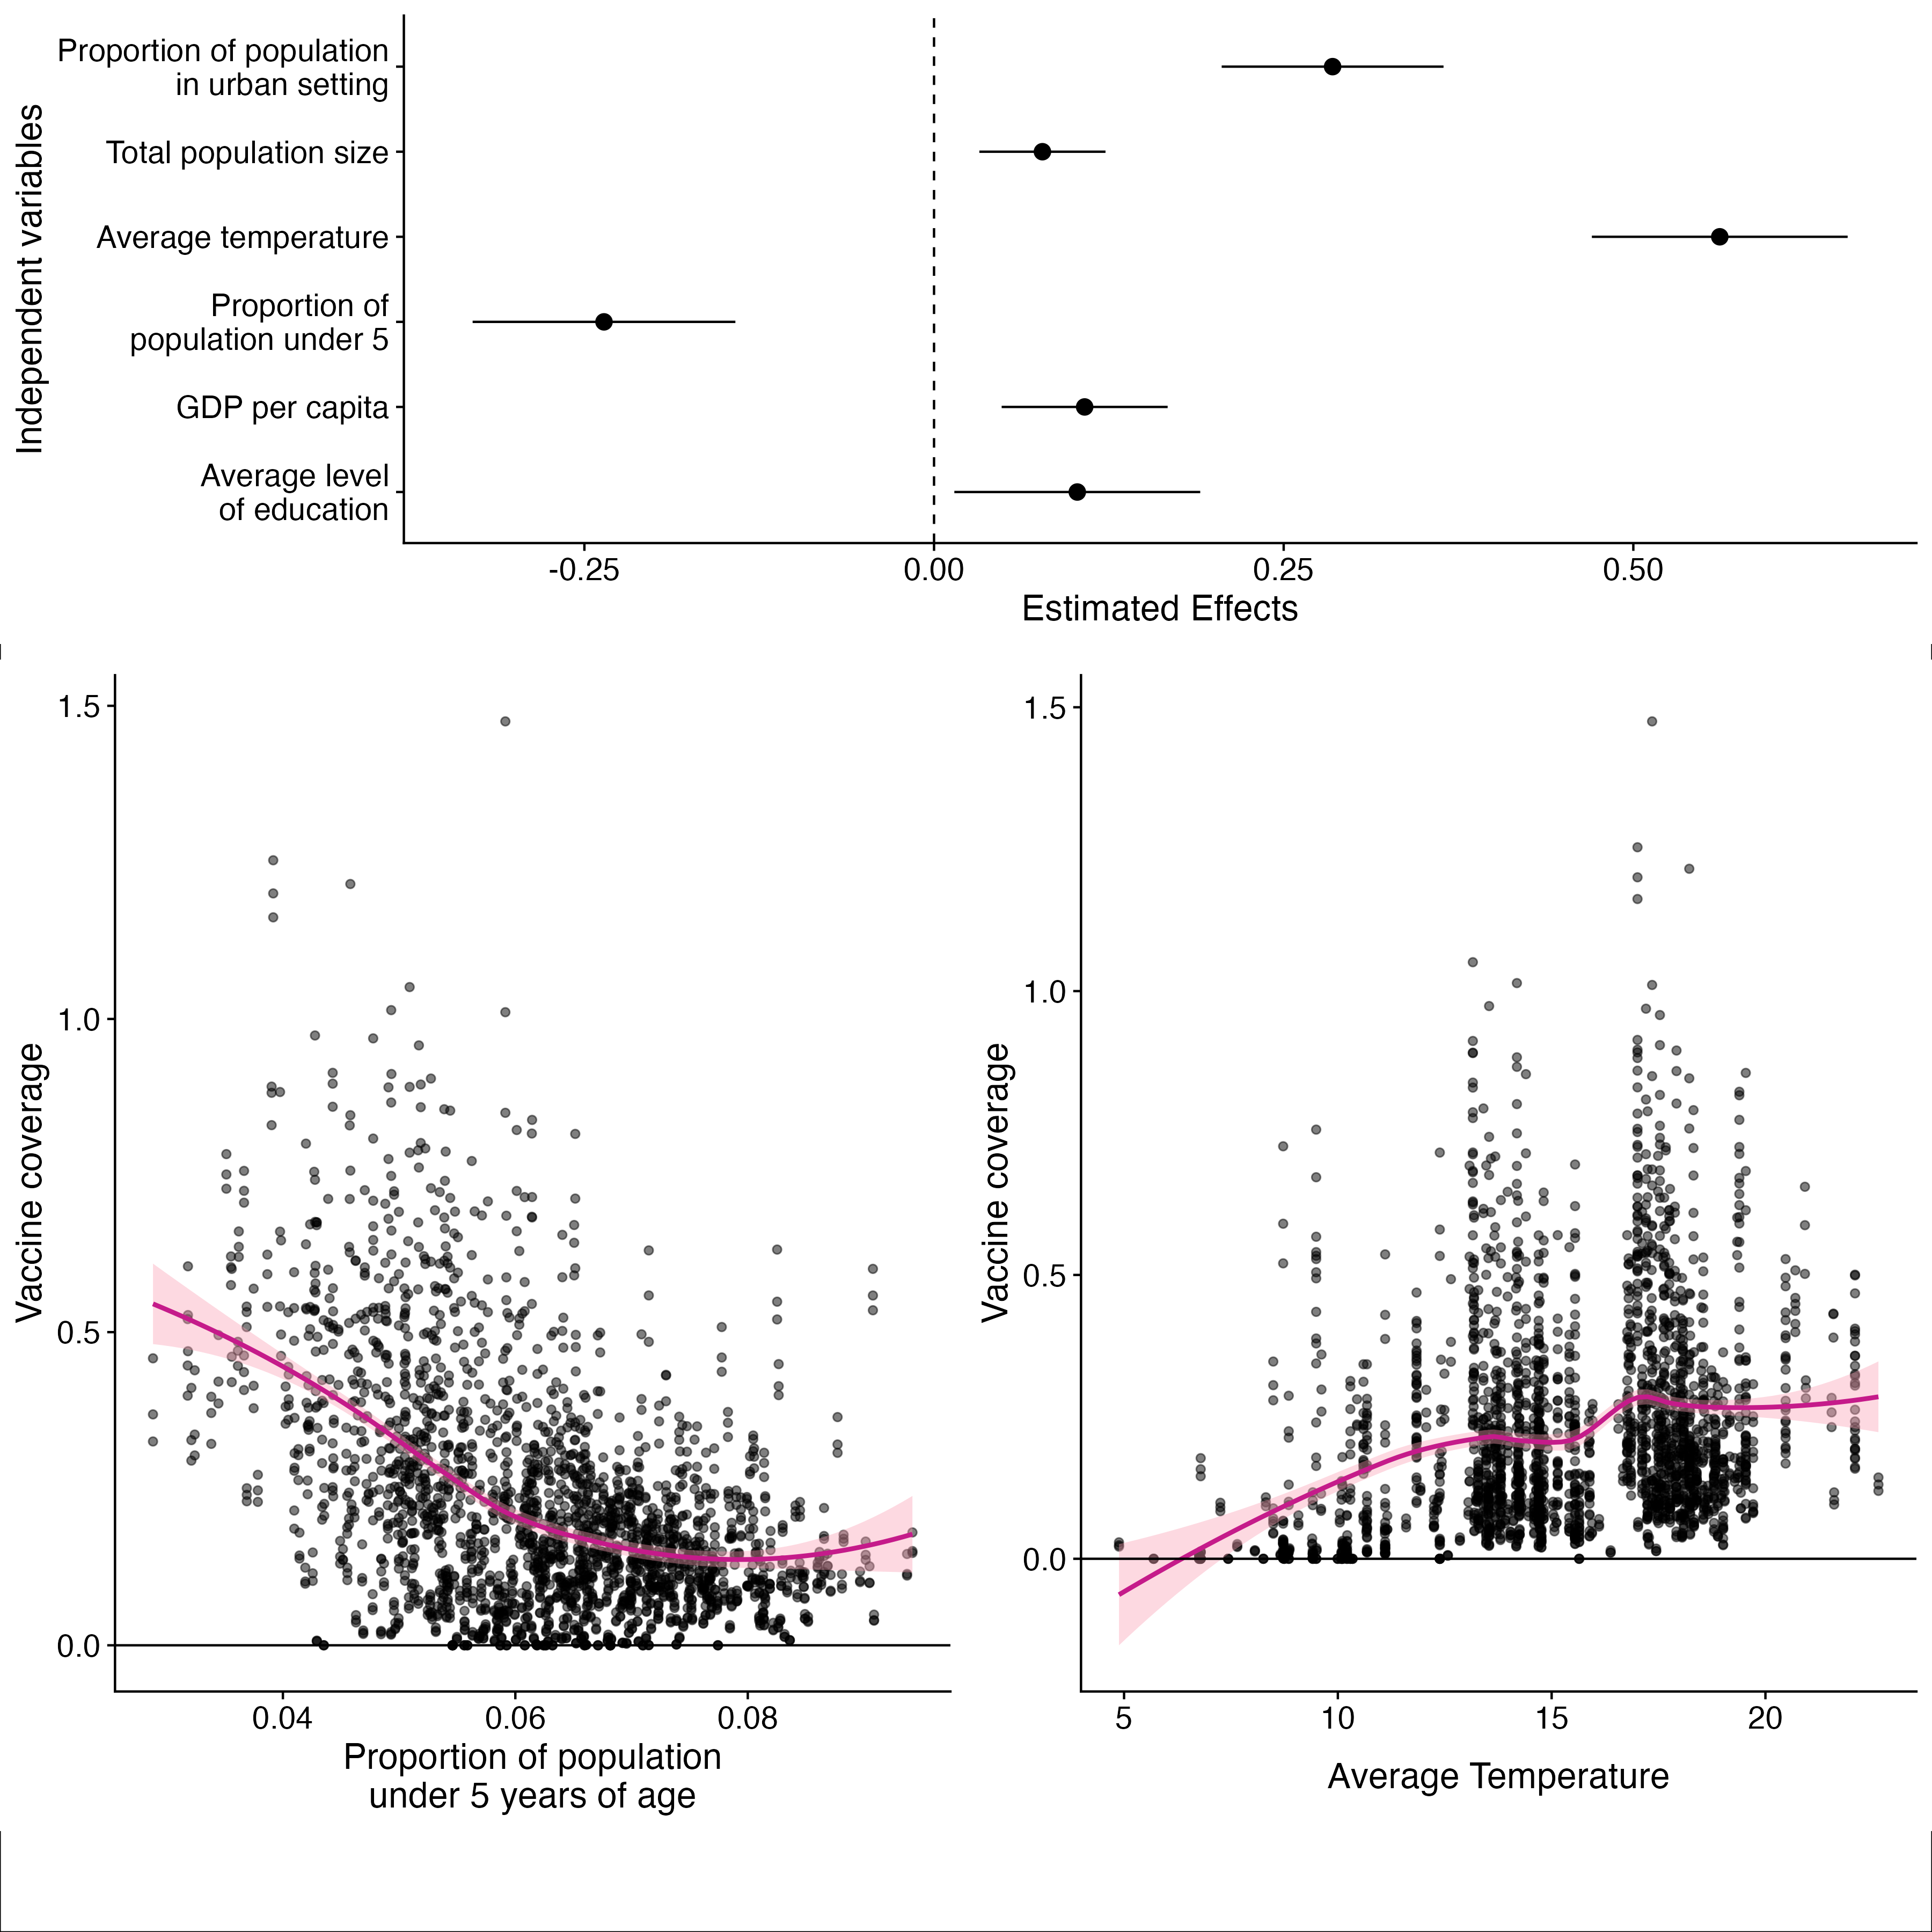 Independent variables
Proportion of population
in urban setting
Total population size
Average temperature
Proportion of
population under 5
GDP per capita
Average level
of education
-0.25 0.00 0.25 0.50
Estimated Effects
Vaccine coverage
1.5
1.0
0.5
0.0
0.04 0.06 0.08
Proportion of population
under 5 years of age
Vaccine coverage
1.5
1.0
0.5
0.0
5 10 15 20
Average Temperature